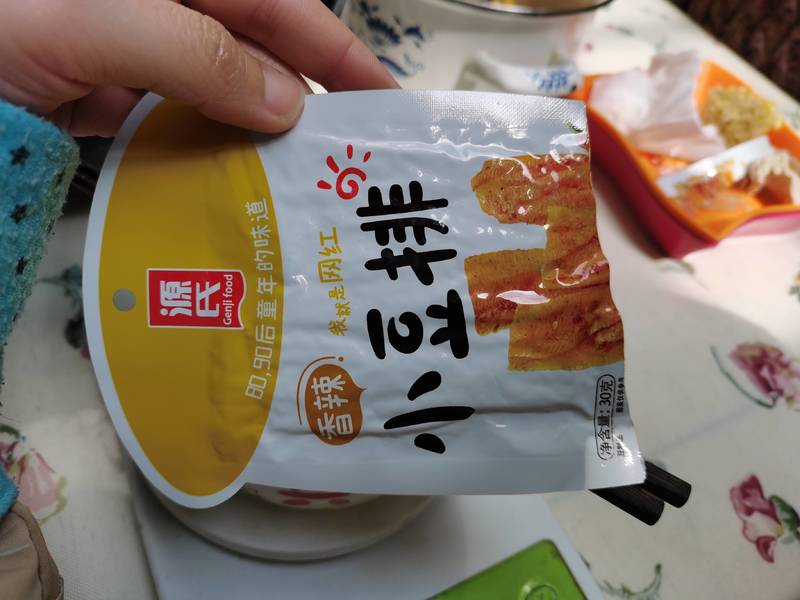 源氏
Genji food
80,90后童年的味道
我就是网红
香辣
小豆排
净含量:30克